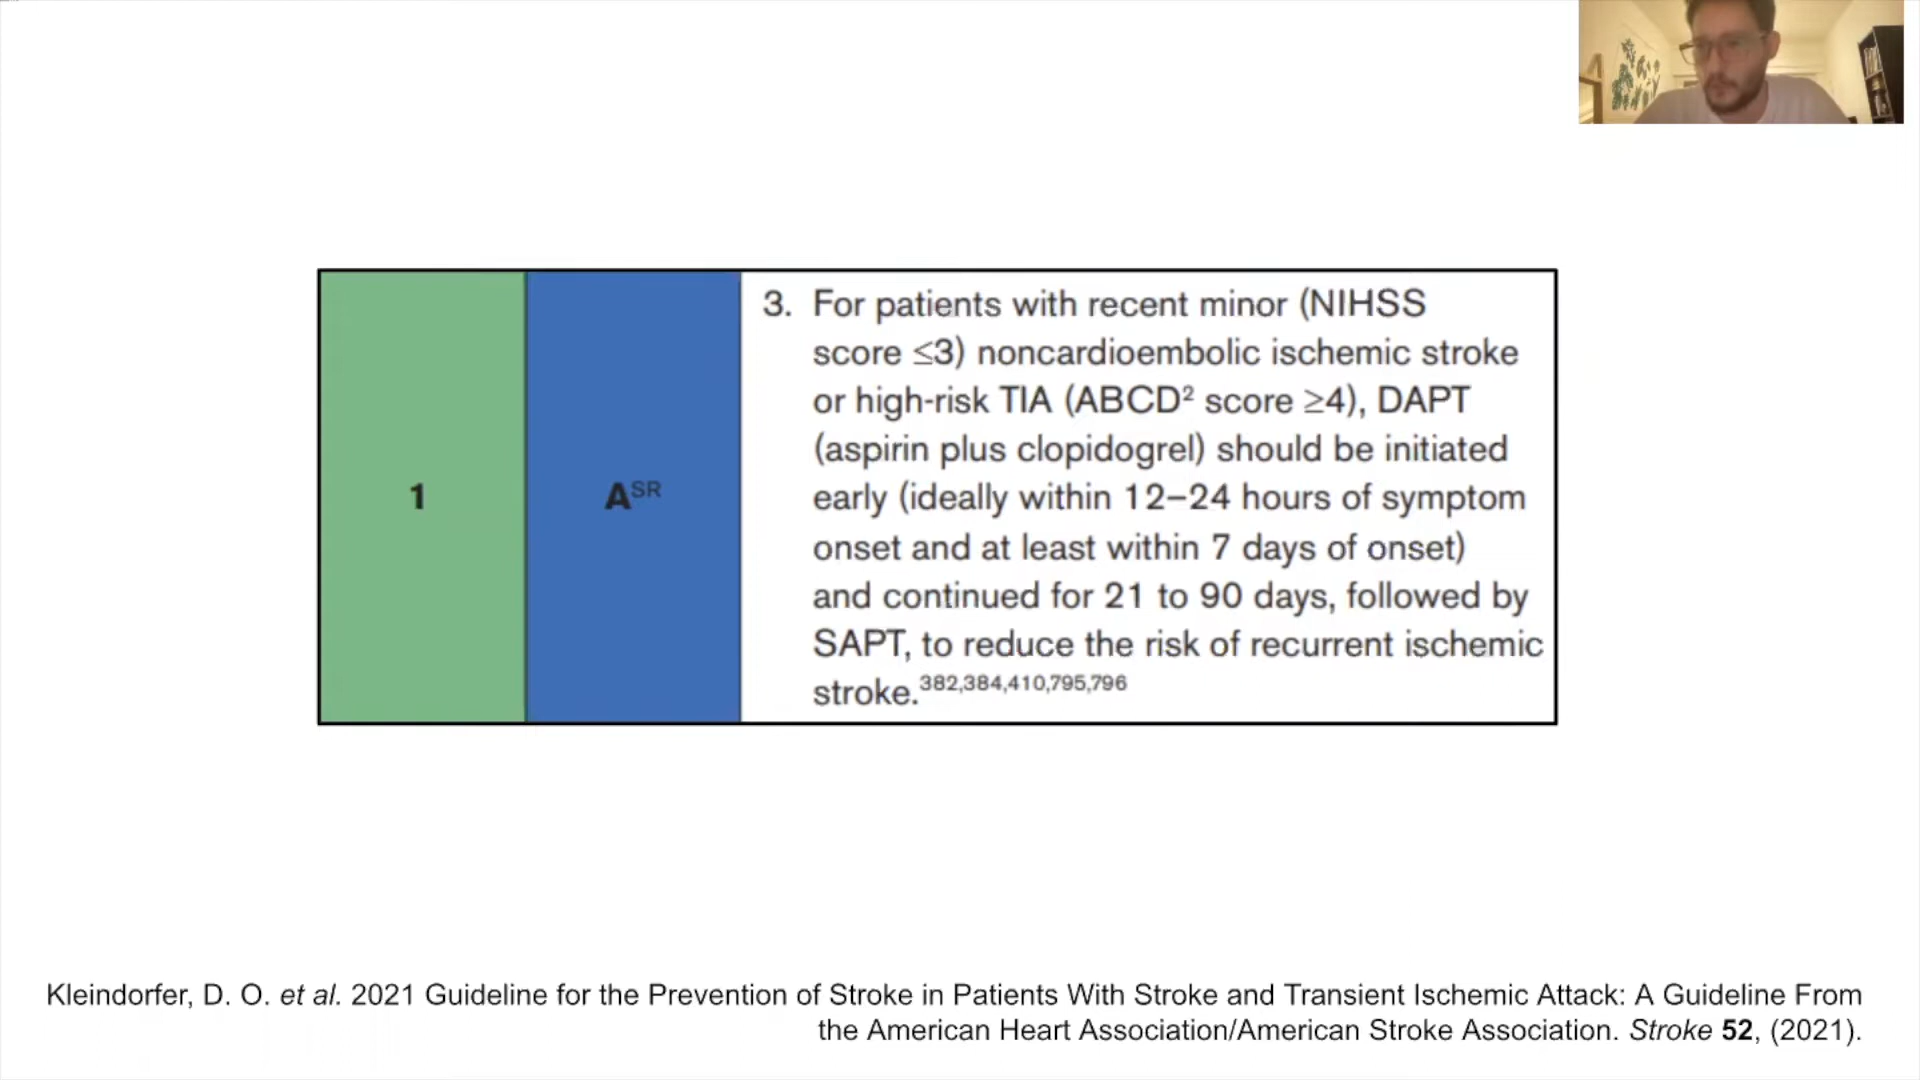 1
A^SR
3. For patients with recent minor (NIHSS
score ≤3) noncardioembolic ischemic stroke
or high-risk TIA (ABCD² score ≥4), DAPT
(aspirin plus clopidogrel) should be initiated
early (ideally within 12–24 hours of symptom
onset and at least within 7 days of onset)
and continued for 21 to 90 days, followed by
SAPT, to reduce the risk of recurrent ischemic
stroke.382,384,410,795,796
Kleindorfer, D. O. et al. 2021 Guideline for the Prevention of Stroke in Patients With Stroke and Transient Ischemic Attack: A Guideline From
the American Heart Association/American Stroke Association. Stroke 52, (2021).